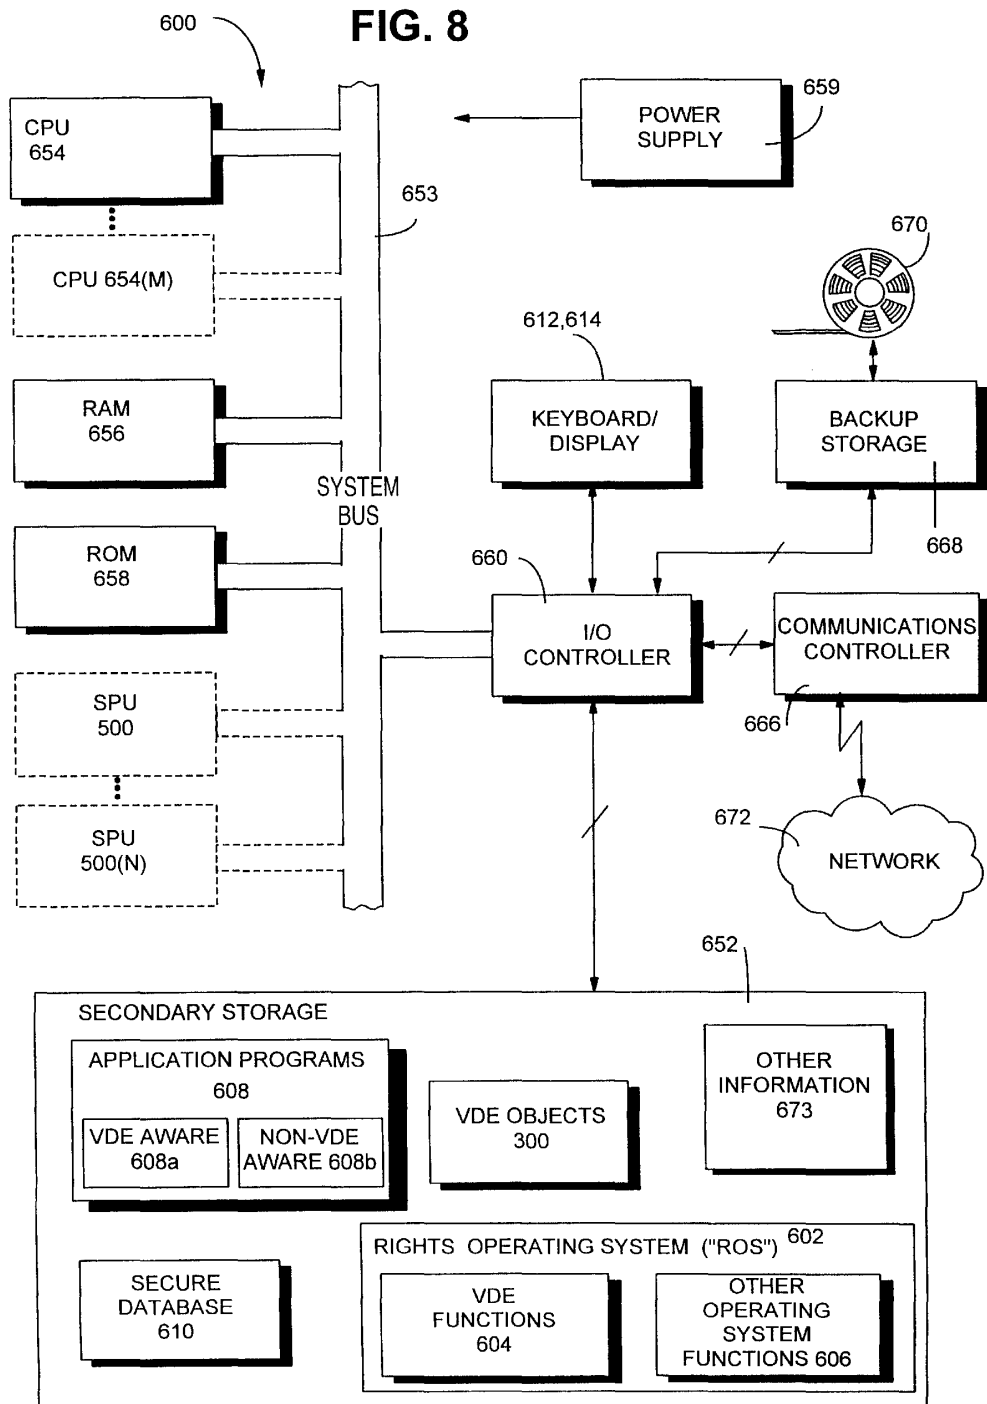 FIG. 8
600
CPU
654
CPU 654(M)
RAM
656
ROM
658
SPU
500
SPU
500(N)
SYSTEM
BUS
653
POWER
SUPPLY
659
670
612,614
KEYBOARD/
DISPLAY
BACKUP
STORAGE
668
660
I/O
CONTROLLER
COMMUNICATIONS
CONTROLLER
666
672
NETWORK
652
SECONDARY STORAGE
APPLICATION PROGRAMS
608
VDE AWARE
608a
NON-VDE
AWARE 608b
VDE OBJECTS
300
OTHER
INFORMATION
673
SECURE
DATABASE
610
RIGHTS OPERATING SYSTEM ("ROS") 602
VDE
FUNCTIONS
604
OTHER
OPERATING
SYSTEM
FUNCTIONS 606